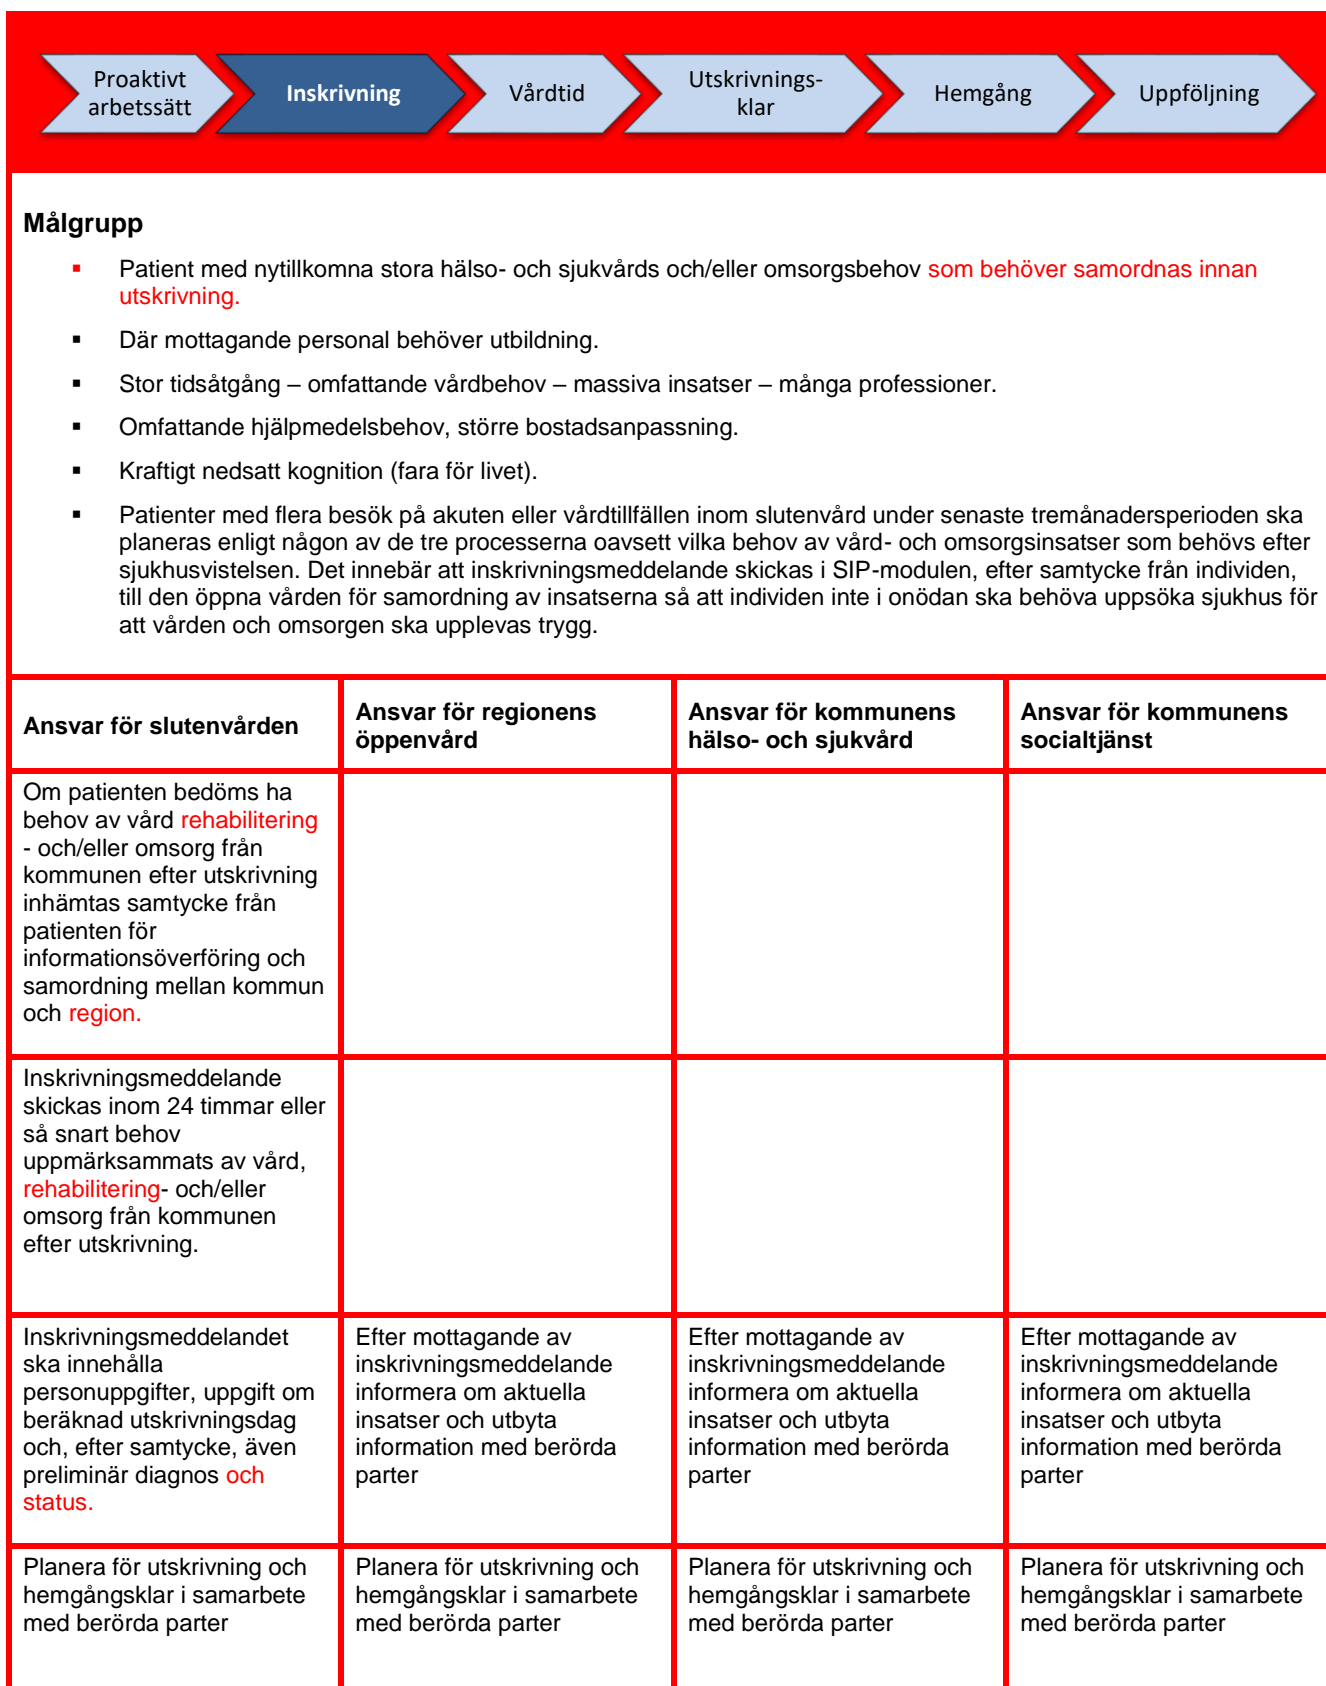 Proaktivt
arbetssätt
Inskrivning
Vårdtid
Utskrivnings-
klar
Hemgång
Uppföljning
Målgrupp
▪ Patient med nytillkomna stora hälso- och sjukvårds och/eller omsorgsbehov som behöver samordnas innan
utskrivning.
▪ Där mottagande personal behöver utbildning.
▪ Stor tidsåtgång – omfattande vårdbehov – massiva insatser – många professioner.
▪ Omfattande hjälpmedelsbehov, större bostadsanpassning.
▪ Kraftigt nedsatt kognition (fara för livet).
▪ Patienter med flera besök på akuten eller vårdtillfällen inom slutenvård under senaste tremånadersperioden ska
planeras enligt någon av de tre processerna oavsett vilka behov av vård- och omsorgsinsatser som behövs efter
sjukhusvistelsen. Det innebär att inskrivningsmeddelande skickas i SIP-modulen, efter samtycke från individen,
till den öppna vården för samordning av insatserna så att individen inte i onödan ska behöva uppsöka sjukhus för
att vården och omsorgen ska upplevas trygg.
Ansvar för slutenvården
Ansvar för regionens
öppenvård
Ansvar för kommunens
hälso- och sjukvård
Ansvar för kommunens
socialtjänst
Om patienten bedöms ha
behov av vård rehabilitering
- och/eller omsorg från
kommunen efter utskrivning
inhämtas samtycke från
patienten för
informationsöverföring och
samordning mellan kommun
och region.
Inskrivningsmeddelande
skickas inom 24 timmar eller
så snart behov
uppmärksammats av vård,
rehabilitering- och/eller
omsorg från kommunen
efter utskrivning.
Inskrivningsmeddelandet
ska innehålla
personuppgifter, uppgift om
beräknad utskrivningsdag
och, efter samtycke, även
preliminär diagnos och
status.
Efter mottagande av
inskrivningsmeddelande
informera om aktuella
insatser och utbyta
information med berörda
parter
Efter mottagande av
inskrivningsmeddelande
informera om aktuella
insatser och utbyta
information med berörda
parter
Efter mottagande av
inskrivningsmeddelande
informera om aktuella
insatser och utbyta
information med berörda
parter
Planera för utskrivning och
hemgångsklar i samarbete
med berörda parter
Planera för utskrivning och
hemgångsklar i samarbete
med berörda parter
Planera för utskrivning och
hemgångsklar i samarbete
med berörda parter
Planera för utskrivning och
hemgångsklar i samarbete
med berörda parter